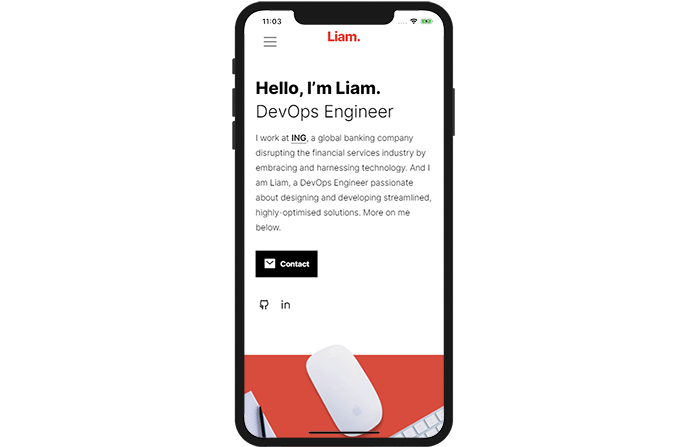 11:03
Liam.
Hello, I'm Liam.
DevOps Engineer
I work at ING, a global banking company
disrupting the financial services industry by
embracing and harnessing technology. And I
am Liam, a DevOps Engineer passionate
about designing and developing streamlined,
highly-optimised solutions. More on me
below.
Contact
in